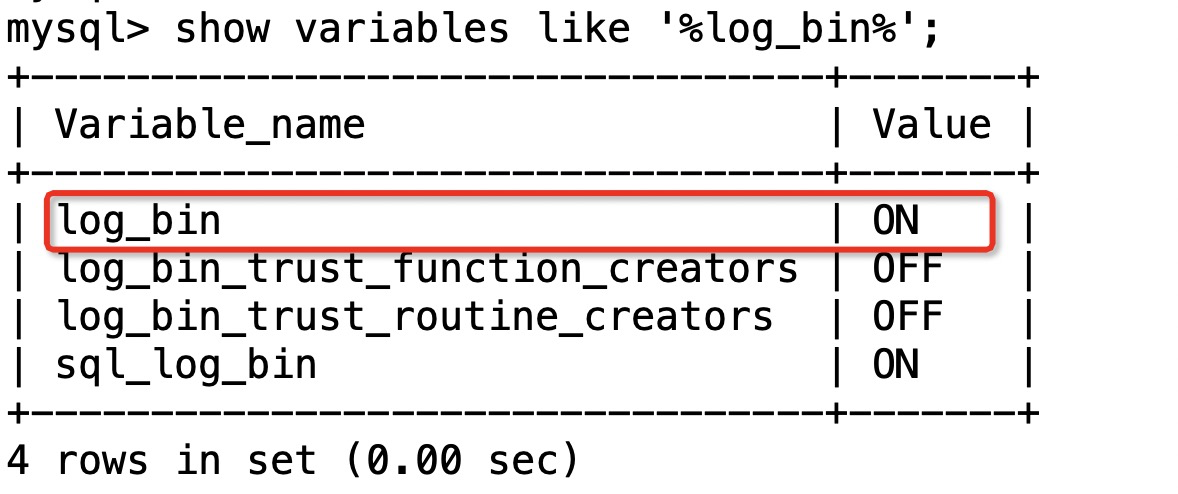 mysql> show variables like '%log_bin%';
+---------------------------------+-------+
| Variable_name                   | Value |
+---------------------------------+-------+
| log_bin                         | ON    |
| log_bin_trust_function_creators | OFF   |
| log_bin_trust_routine_creators  | OFF   |
| sql_log_bin                     | ON    |
+---------------------------------+-------+
4 rows in set (0.00 sec)